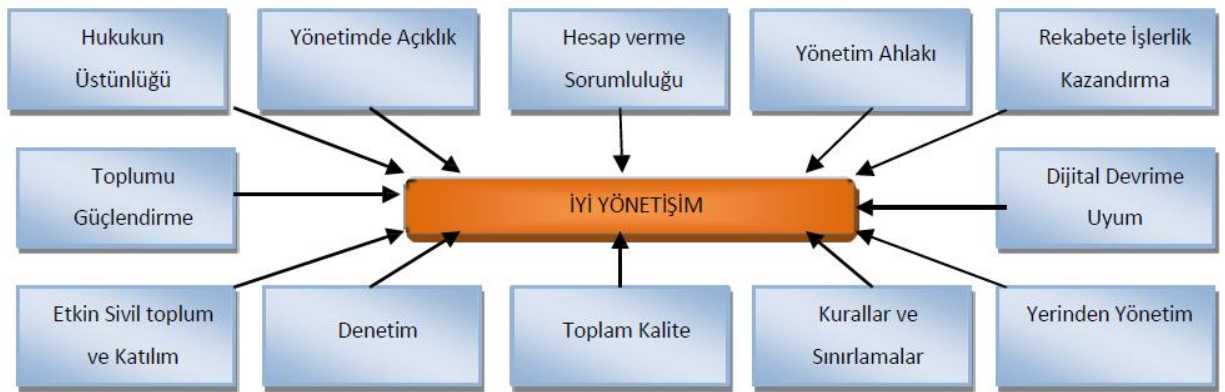 Hukukun
Üstünlüğü
Yönetimde Açıklık
Hesap verme
Sorumluluğu
Yönetim Ahlakı
Rekabete İşlerlik
Kazandırma
Toplumu
Güçlendirme
İYİ YÖNETİŞİM
Dijital Devrime
Uyum
Etkin Sivil toplum
ve Katılım
Denetim
Toplam Kalite
Kurallar ve
Sınırlamalar
Yerinden Yönetim